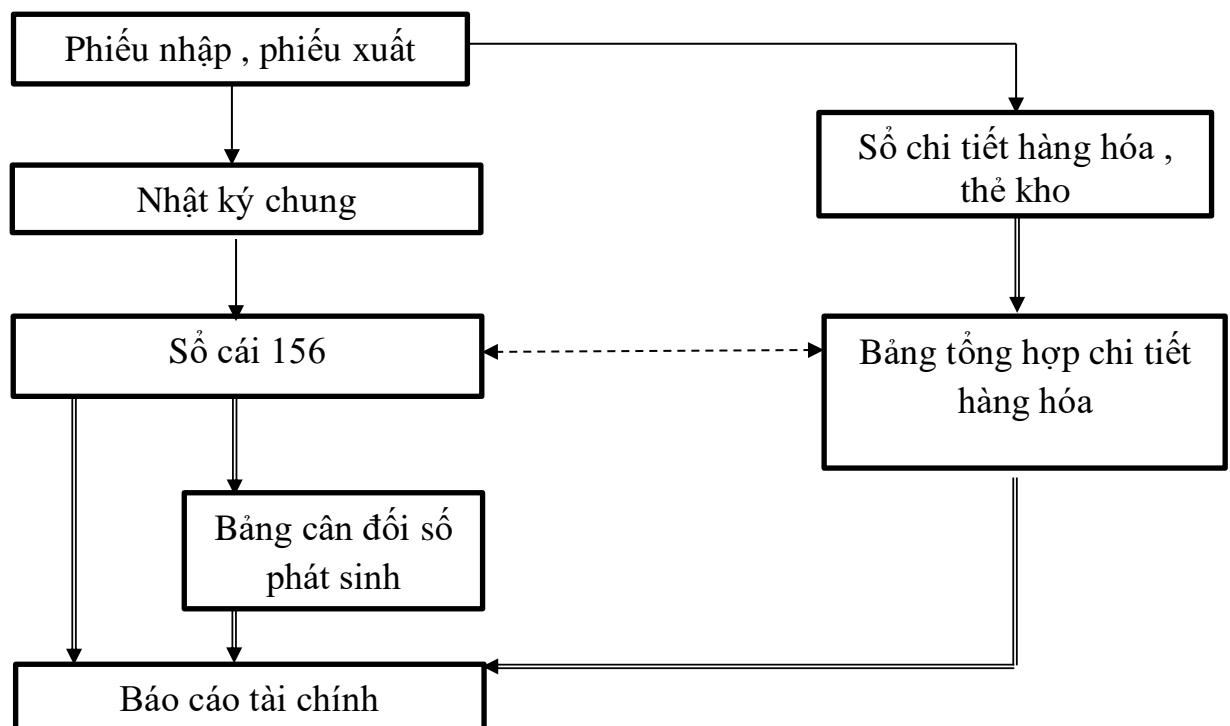 Phiếu nhập , phiếu xuất
Sổ chi tiết hàng hóa ,
thẻ kho
Nhật ký chung
Sổ cái 156
Bảng tổng hợp chi tiết
hàng hóa
Bảng cân đối số
phát sinh
Báo cáo tài chính